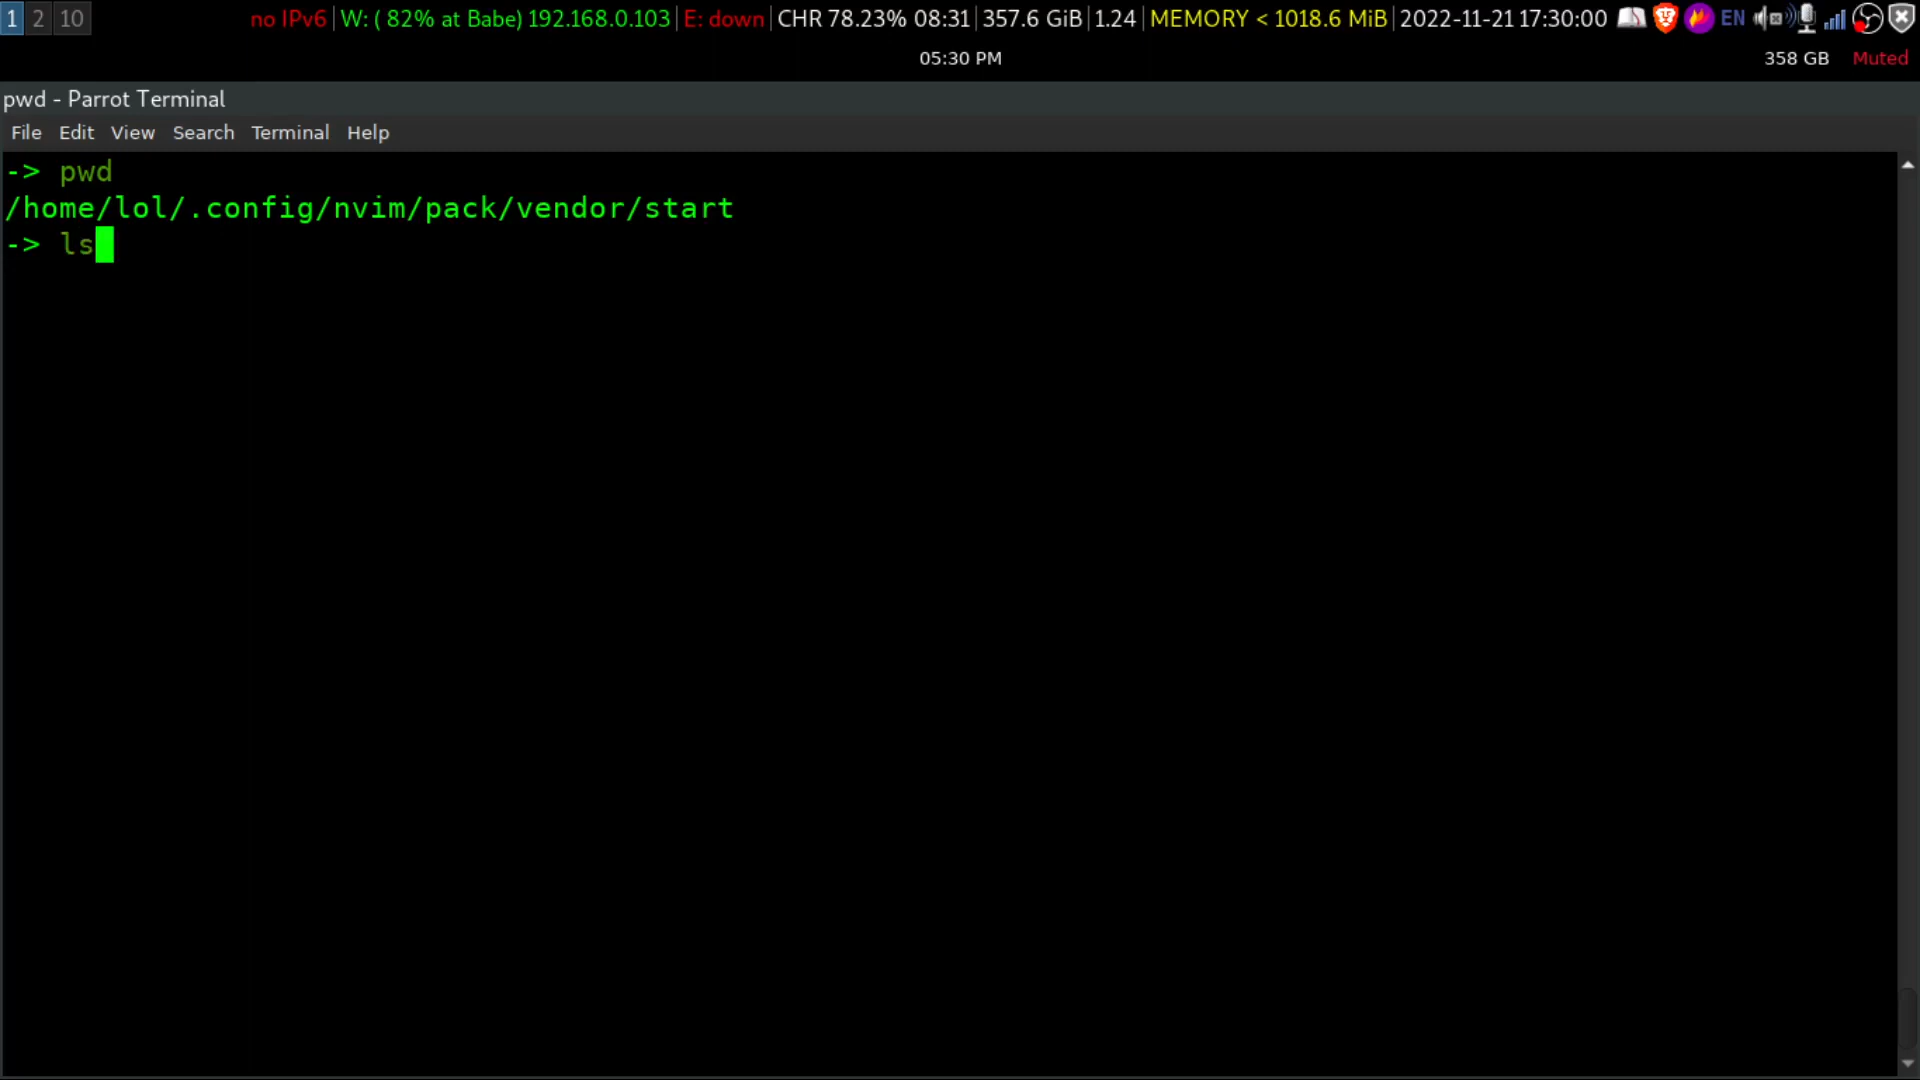 1 2 10 no IPv6 W: ( 82% at Babe) 192.168.0.103 E: down CHR 78.23% 08:31 357.6 GiB 1.24 MEMORY < 1018.6 MiB 2022-11-21 17:30:00 EN
05:30 PM 358 GB Muted
pwd - Parrot Terminal
File Edit View Search Terminal Help
-> pwd
/home/lol/.config/nvim/pack/vendor/start
-> ls